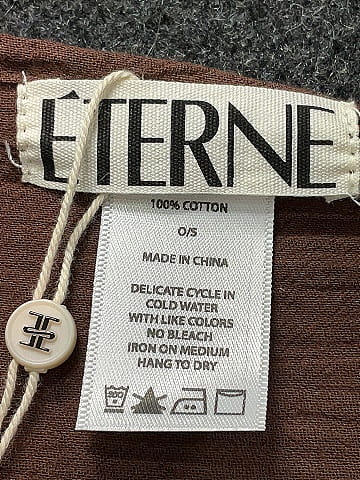 ÊTERNE
100% COTTON
O/S
MADE IN CHINA
DELICATE CYCLE IN
COLD WATER
WITH LIKE COLORS
NO BLEACH
IRON ON MEDIUM
HANG TO DRY